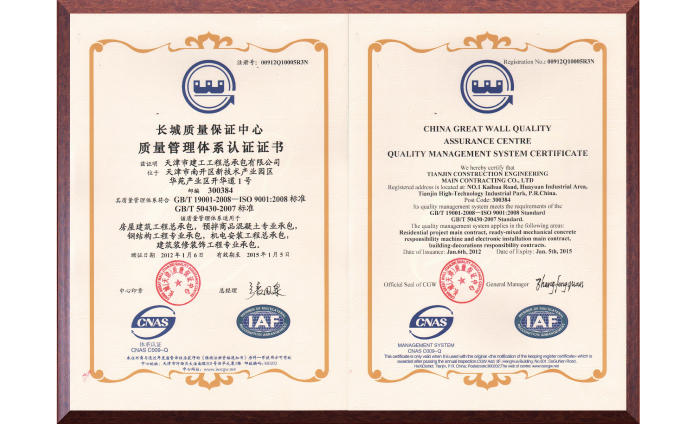 注册号：00912Q10005R3N
长城质量保证中心
质量管理体系认证证书
兹证明 天津市建工工程总承包有限公司
位于 天津市南开区新技术产业园区
华苑产业区开华道1号
邮编 300384
其质量管理体系符合 GB/T 19001-2008—ISO 9001:2008 标准
GB/T 50430-2007 标准
该质量管理体系适用于
房屋建筑工程总承包，预拌商品混凝土专业承包，
钢结构工程专业承包，机电安装工程总承包，
建筑装修装饰工程专业承包。
颁证日期 2012年1月6日 有效期至 2015年1月5日
中心印章 总经理
CNAS
IAF
体系认证
CNAS C009-Q
Registration No.: 00912Q10005R3N
CHINA GREAT WALL QUALITY
ASSURANCE CENTRE
QUALITY MANAGEMENT SYSTEM CERTIFICATE
We hereby certify that
TIANJIN CONSTRUCTION ENGINEERING
MAIN CONTRACTING CO., LTD
Registered address is located at: NO.1 Kaihua Road, Huayuan Industrial Area,
Tianjin High-Technology Industrial Park, P.R.China.
Post Code: 300384
Its quality management system meets the requirements of the
GB/T 19001-2008—ISO 9001:2008 Standard
GB/T 50430-2007 Standard.
The quality management system applies in the following areas:
Residential project main contract, ready-mixed mechanical concrete
responsibility machine and electronic installation main contract,
building-decorations responsibility contracts.
Date of Issuance: Jan.6th, 2012 Date of Expiry: Jan. 5th, 2015
Official Seal of CGW General Manager
CNAS
IAF
MANAGEMENT SYSTEM
CNAS C009-Q